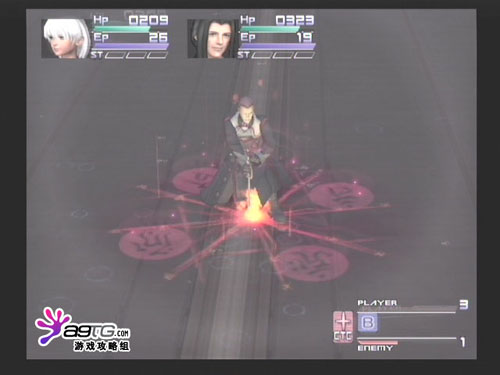 Hp 0209
Ep 26
ST
Hp 0323
Ep 19
ST
PLAYER 3
B
CTG
ENEMY 1
agTG.com
游戏攻略组